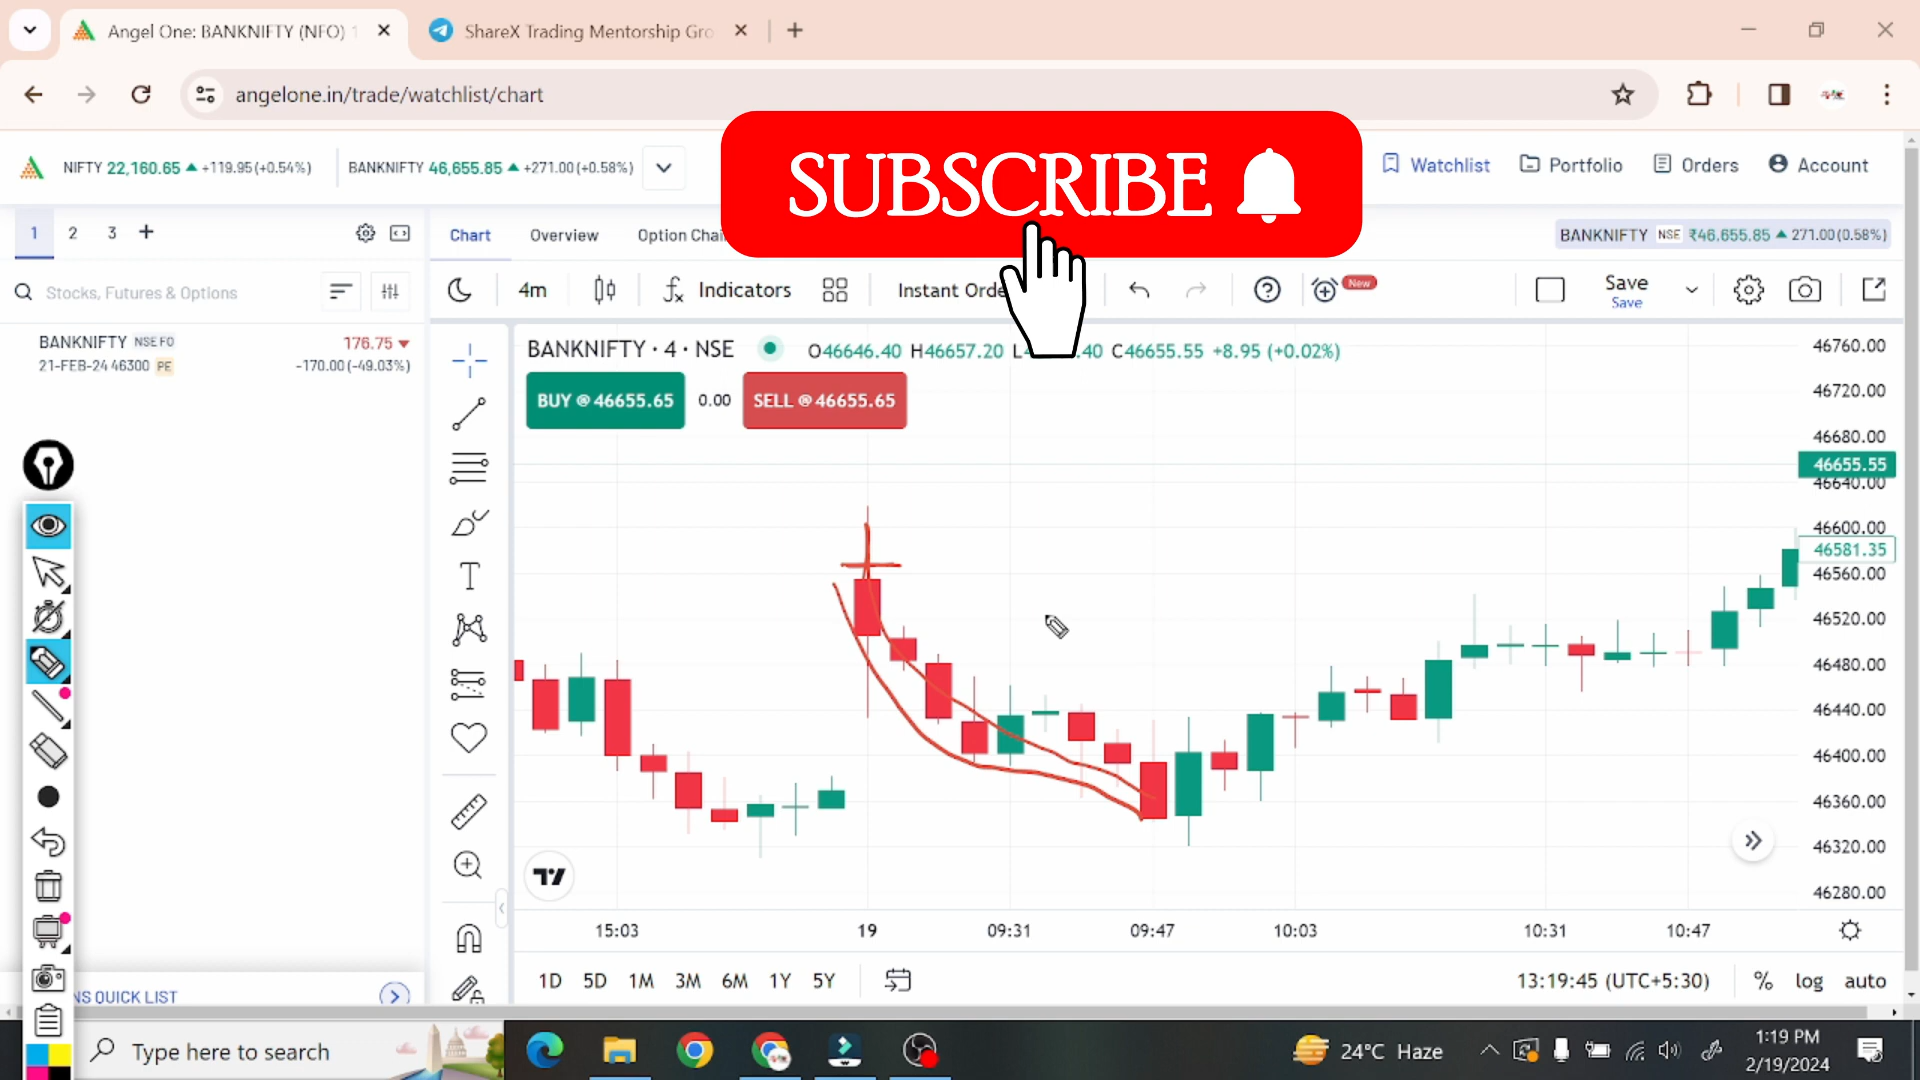 Angel One: BANKNIFTY (NFO) 1
ShareX Trading Mentorship Gro
angelone.in/trade/watchlist/chart
NIFTY 22,160.65 ▲ +119.95(+0.54%)
BANKNIFTY 46,655.85 ▲ +271.00(+0.58%)
SUBSCRIBE
Watchlist
Portfolio
Orders
Account
1 2 3 +
Chart
Overview
Option Chai
BANKNIFTY NSE ₹46,655.85 ▲ 271.00(0.58%)
Stocks, Futures & Options
4m
Indicators
Instant Orde
New
Save
Save
BANKNIFTY NSE FO
176.75 ▼
21-FEB-24 46300 PE
-170.00(-49.03%)
BANKNIFTY · 4 · NSE
O46646.40 H46657.20 L .40 C46655.55 +8.95 (+0.02%)
BUY @ 46655.65
0.00
SELL @ 46655.65
46760.00
46720.00
46680.00
46655.55
46640.00
46600.00
46581.35
46560.00
46520.00
46480.00
46440.00
46400.00
46360.00
46320.00
46280.00
15:03
19
09:31
09:47
10:03
10:31
10:47
1D 5D 1M 3M 6M 1Y 5Y
13:19:45 (UTC+5:30)
% log auto
NS QUICK LIST
Type here to search
24°C Haze
1:19 PM
2/19/2024